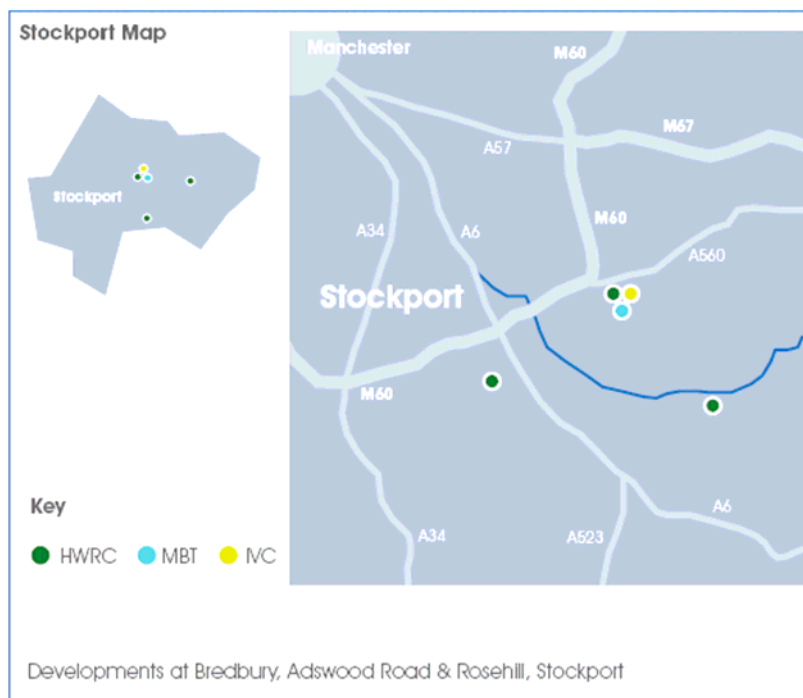 Stockport Map
Manchester
M60
M67
A57
Stockport
M60
A34
A6
A560
Stockport
M60
Key
A34
A523
A6
HWRC MBT IVC
Developments at Bredbury, Adswood Road & Rosehill, Stockport